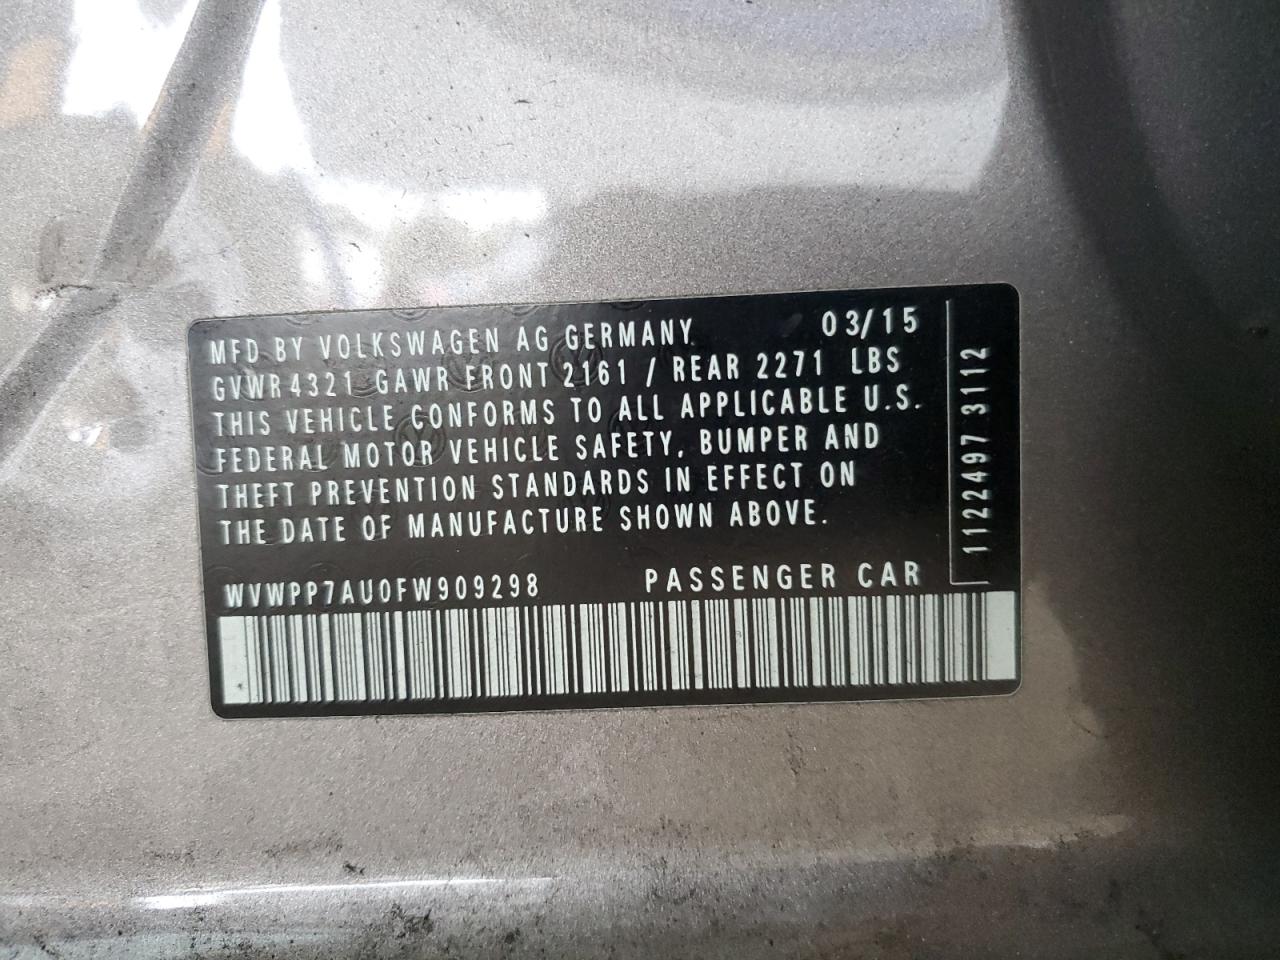 MFD BY VOLKSWAGEN AG GERMANY 03/15
GVWR 4321 GAWR FRONT 2161 / REAR 2271 LBS
THIS VEHICLE CONFORMS TO ALL APPLICABLE U.S.
FEDERAL MOTOR VEHICLE SAFETY, BUMPER AND
THEFT PREVENTION STANDARDS IN EFFECT ON
THE DATE OF MANUFACTURE SHOWN ABOVE.
WVWPP7AU0FW909298 PASSENGER CAR
1122497 3112